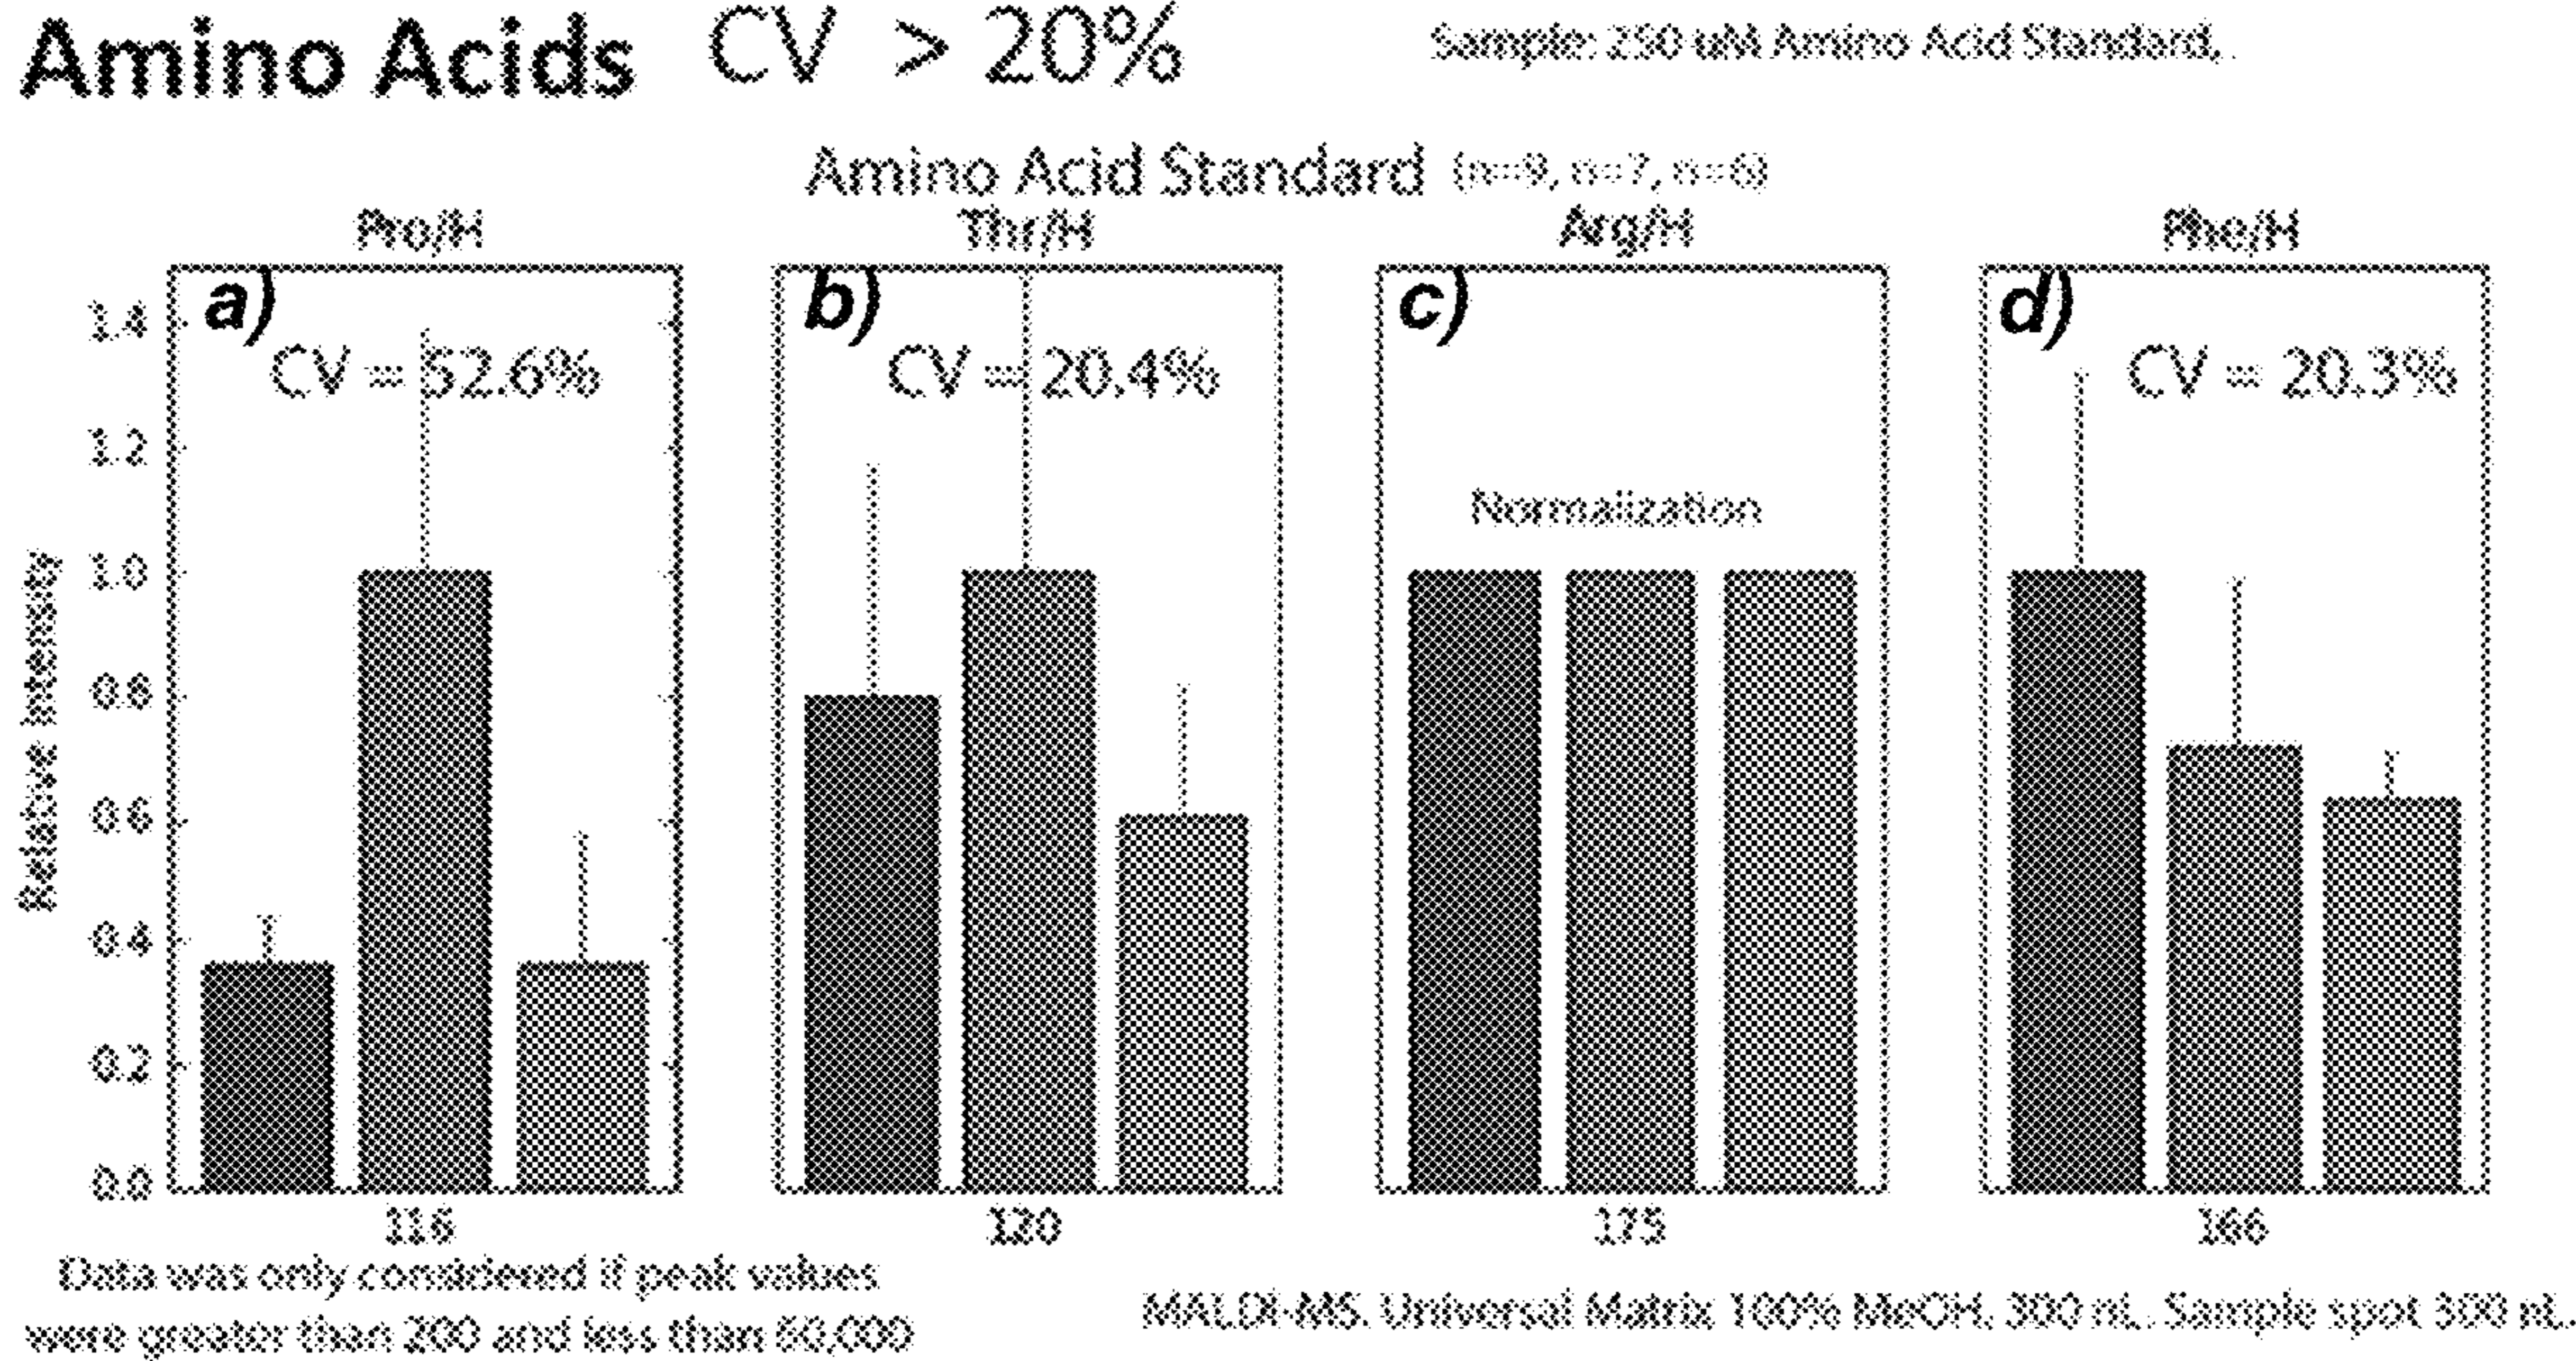 Amino Acids CV > 20%
Sample: 250 uM Amino Acid Standard,
Amino Acid Standard (n=9, n=7, n=6)
Pro/H Thr/H Arg/H Phe/H
a) b) c) d)
CV = 52.6% CV = 20.4% CV = 20.3%
Normalization
Relative Intensity
1.4
1.2
1.0
0.8
0.6
0.4
0.2
0.0
116 120 175 166
Data was only considered if peak values
were greater than 200 and less than 60,000
MALDI-MS. Universal Matrix 100% MeOH, 300 nL. Sample spot 300 nL.